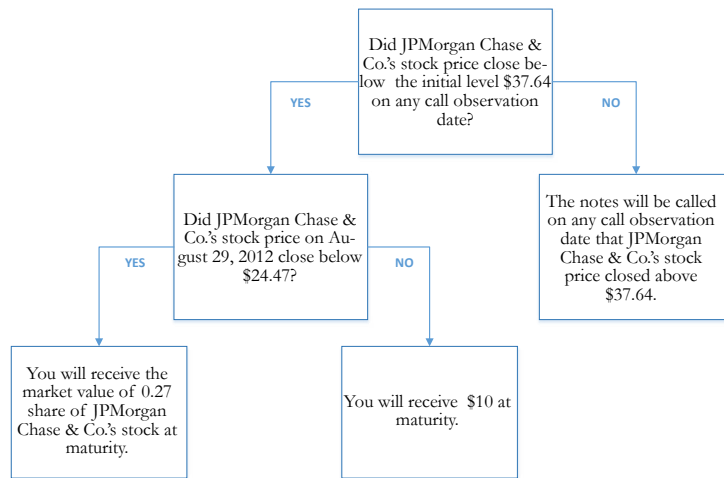 Did JPMorgan Chase &
Co.'s stock price close be-
low the initial level $37.64
on any call observation
date?
YES
NO
Did JPMorgan Chase &
Co.'s stock price on Au-
gust 29, 2012 close below
$24.47?
The notes will be called
on any call observation
date that JPMorgan
Chase & Co.'s stock
price closed above
$37.64.
YES
NO
You will receive the
market value of 0.27
share of JPMorgan
Chase & Co.'s stock at
maturity.
You will receive $10 at
maturity.